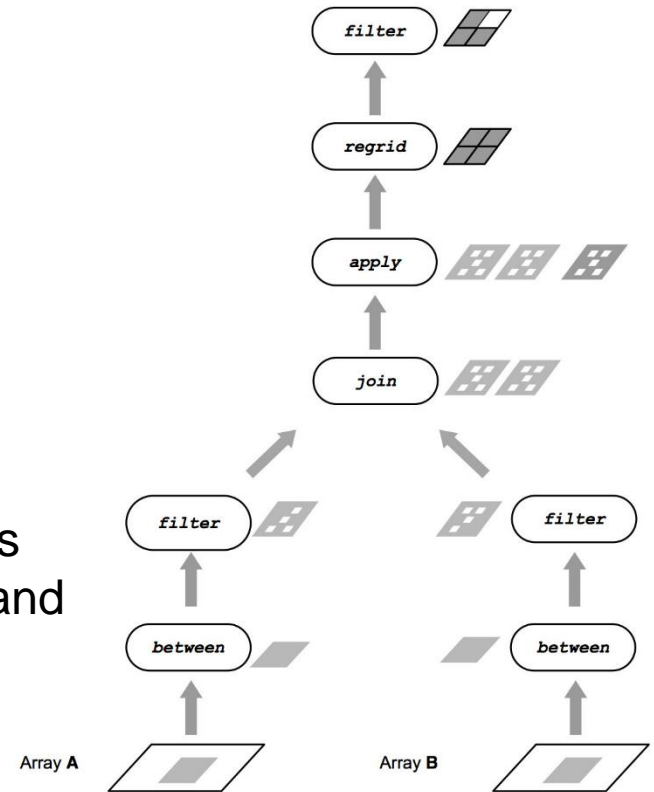 filter
regrid
apply
join
filter
filter
s
and
between
between
Array A
Array B